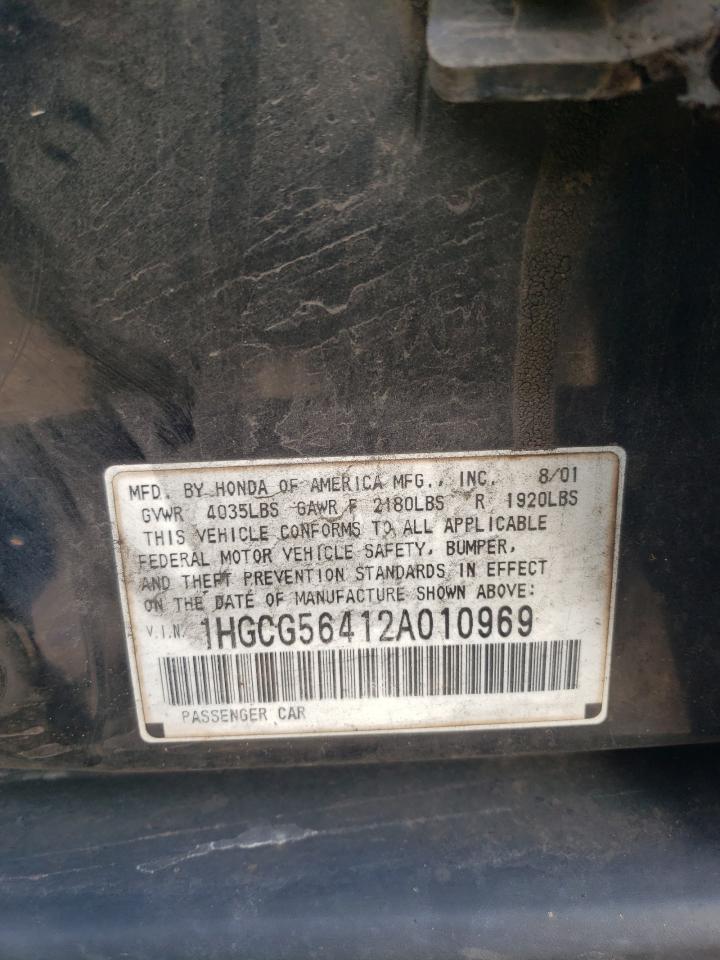 MFD. BY HONDA OF AMERICA MFG., INC. 8/01
GVWR 4035LBS GAWR F 2180LBS R 1920LBS
THIS VEHICLE CONFORMS TO ALL APPLICABLE
FEDERAL MOTOR VEHICLE SAFETY, BUMPER,
AND THEFT PREVENTION STANDARDS IN EFFECT
ON THE DATE OF MANUFACTURE SHOWN ABOVE:
V.I.N. 1HGCG56412A010969
PASSENGER CAR